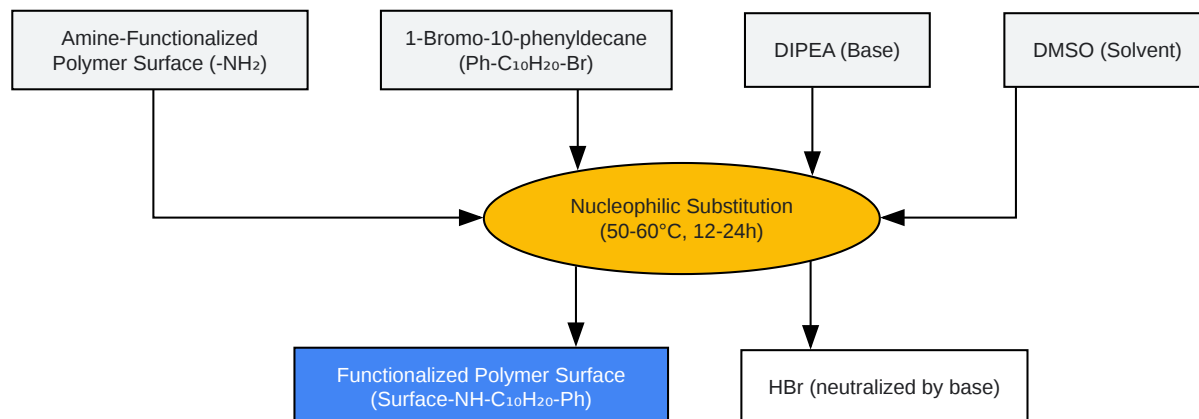 Amine-Functionalized
Polymer Surface (-NH₂)
1-Bromo-10-phenyldecane
(Ph-C₁₀H₂₀-Br)
DIPEA (Base)
DMSO (Solvent)
Nucleophilic Substitution
(50-60°C, 12-24h)
Functionalized Polymer Surface
(Surface-NH-C₁₀H₂₀-Ph)
HBr (neutralized by base)